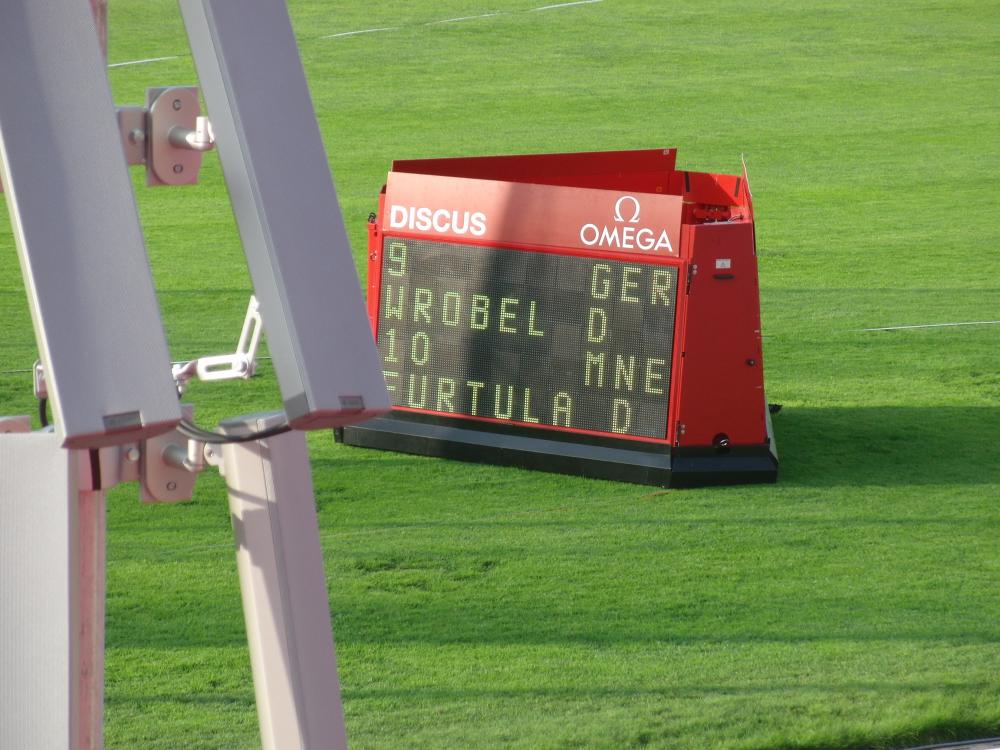 DISCUS
Ω OMEGA
9 GER
WROBEL D
10 MNE
FURTULA D